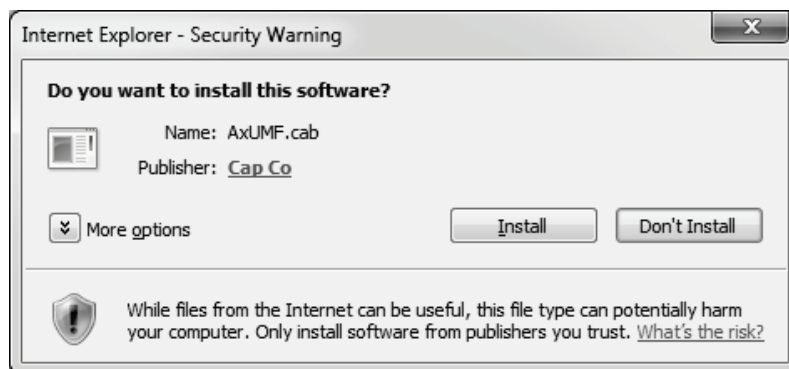 Internet Explorer - Security Warning
Do you want to install this software?
Name: AxUMF.cab
Publisher: Cap Co
More options
Install
Don't Install
While files from the Internet can be useful, this file type can potentially harm
your computer. Only install software from publishers you trust. What's the risk?